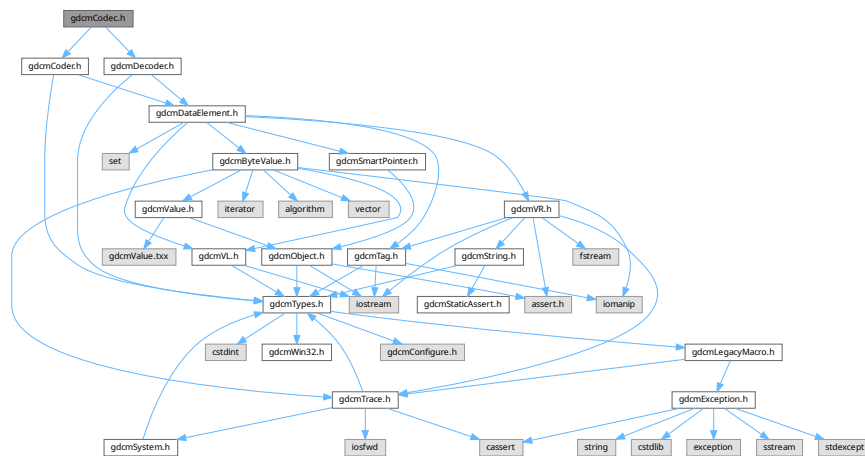 gdcmCodec.h
gdcmCoder.h
gdcmDecoder.h
gdcmDataElement.h
set
gdcmByteValue.h
gdcmSmartPointer.h
gdcmValue.h
iterator
algorithm
vector
gdcmVR.h
gdcmValue.txx
gdcmVL.h
gdcmObject.h
gdcmTag.h
gdcmString.h
fstream
gdcmTypes.h
iostream
gdcmStaticAssert.h
assert.h
iomanip
cstdint
gdcmWin32.h
gdcmConfigure.h
gdcmLegacyMacro.h
gdcmTrace.h
gdcmException.h
gdcmSystem.h
iosfwd
cassert
string
cstdlib
exception
sstream
stdexcept